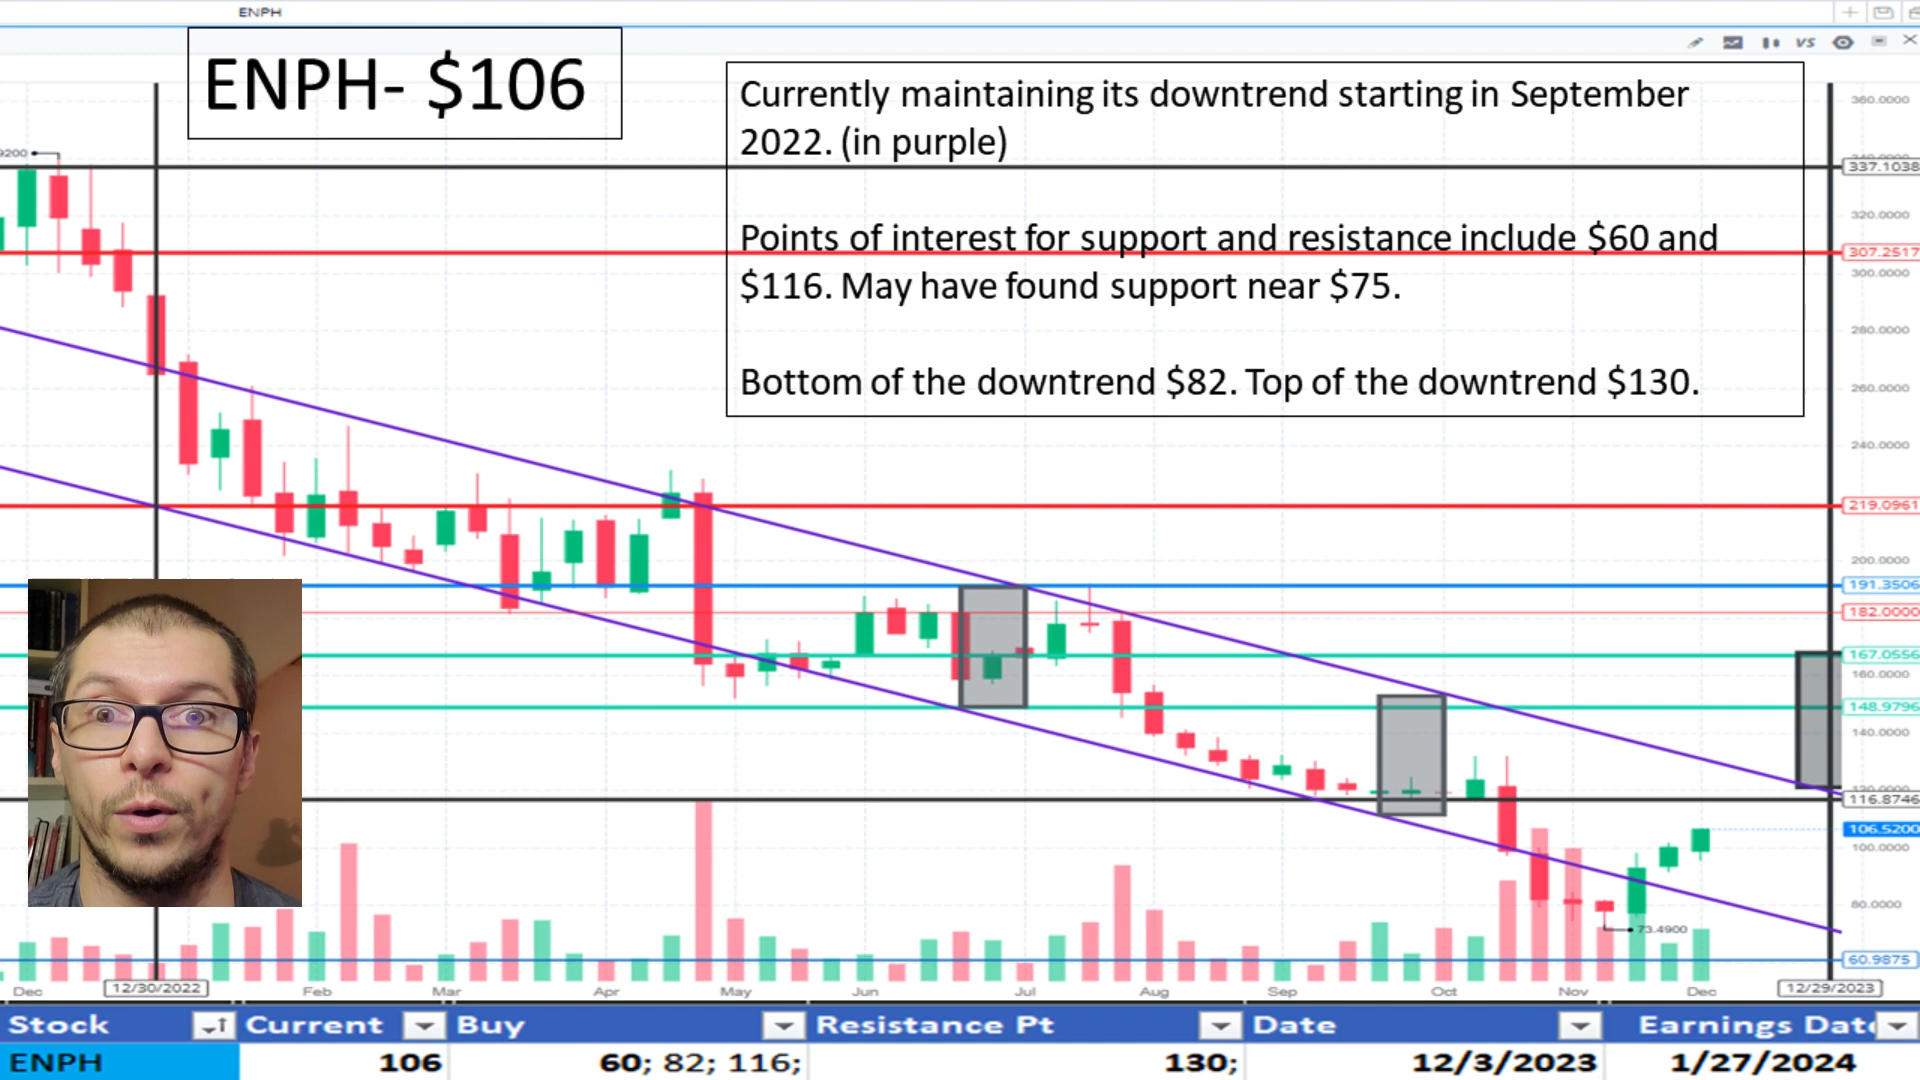 ENPH
ENPH- $106
Currently maintaining its downtrend starting in September
2022. (in purple)
Points of interest for support and resistance include $60 and
$116. May have found support near $75.
Bottom of the downtrend $82. Top of the downtrend $130.
VS
9200
360.0000
337.1038
320.0000
307.2517
300.0000
280.0000
260.0000
240.0000
219.0961
200.0000
191.3506
182.0000
167.0556
160.0000
148.9796
140.0000
116.8746
106.5200
100.0000
80.0000
73.4900
60.9875
Dec 12/30/2022 Feb Mar Apr May Jun Jul Aug Sep Oct Nov Dec 12/29/2023
Stock Current Buy Resistance Pt Date Earnings Date
ENPH 106 60; 82; 116; 130; 12/3/2023 1/27/2024